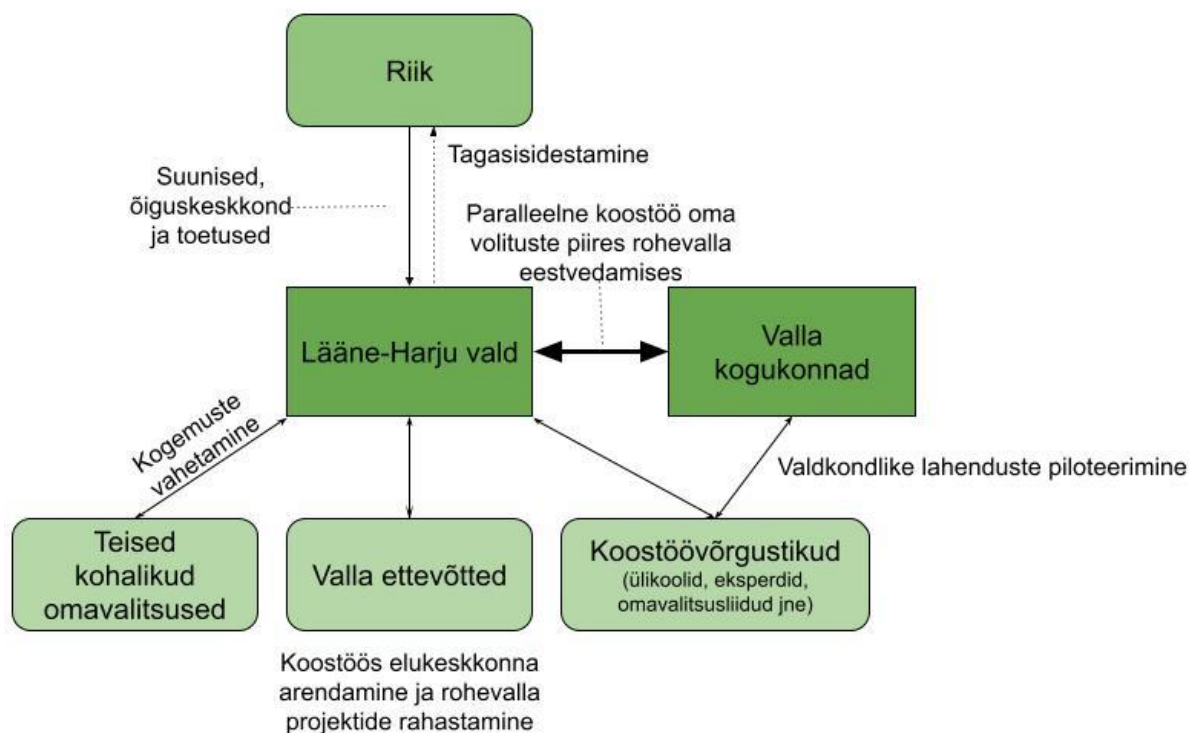 Riik
Tagasisidestamine
Suunised,
õiguskeskkond
ja toetused
Paralleelne koostöö oma
volituste piires rohevalla
eestvedamises
Lääne-Harju vald
Valla
kogukonnad
Kogemuste
vahetamine
Valdkondlike lahenduste piloteerimine
Teised
kohalikud
omavalitsused
Valla ettevõtted
Koostöövõrgustikud
(ülikoolid, eksperdid,
omavalitsusliidud jne)
Koostöös elukeskkonna
arendamine ja rohevalla
projektide rahastamine